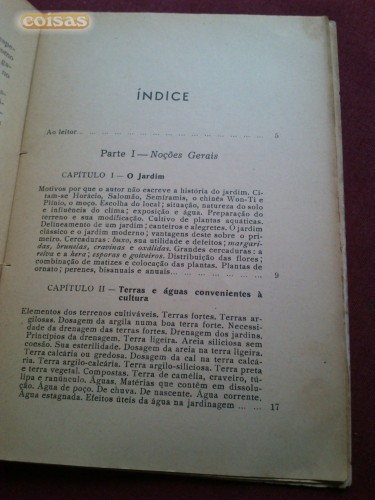 coisas
ÍNDICE
Ao leitor 5
Parte I — Noções Gerais
CAPÍTULO I — O Jardim
Motivos por que o autor não escreve a história do jardim. Ci-
tam-se Horácio, Salomão, Semíramis, o chinês Won-Ti e
Plínio, o moço. Escolha do local; situação, natureza do solo
e influência do clima; exposição e água. Preparação do
terreno e sua modificação. Cultivo de plantas aquáticas.
Delineamento de um jardim; canteiros e alegretes. O jardim
clássico e o jardim moderno; vantagens deste sobre o pri-
meiro. Cercaduras: buxo, sua utilidade e defeitos; margari-
das, brunelas, cravinas e oxálidas. Grandes cercaduras: a
relva e a hera; esporas e goiveiros. Distribuição das flores;
combinação de matizes e colocação das plantas. Plantas de
ornato; perenes, bisanuais e anuais 9
CAPÍTULO II — Terras e águas convenientes à
cultura
Elementos dos terrenos cultiváveis. Terras fortes. Terras ar-
gilosas. Dosagem da argila numa boa terra forte. Necessi-
dade da drenagem das terras fortes. Drenagem dos jardins.
Princípios da drenagem. Terra ligeira. Areia siliciosa sem
coesão. Sua esterilidade. Dosagem da areia na terra ligeira.
Terra calcária ou gredosa. Dosagem da cal na terra calcá-
ria. Terra argilo-calcária. Terra argilo-siliciosa. Terra preta
e terra vegetal. Compostas. Terra de camélia, craveiro, tú-
lipa e ranúnculo. Águas. Matérias que contém em dissolu-
ção. Água de poço. De chuva. De nascente. Água corrente.
Água estagnada. Efeitos úteis da água na jardinagem ... ... 17